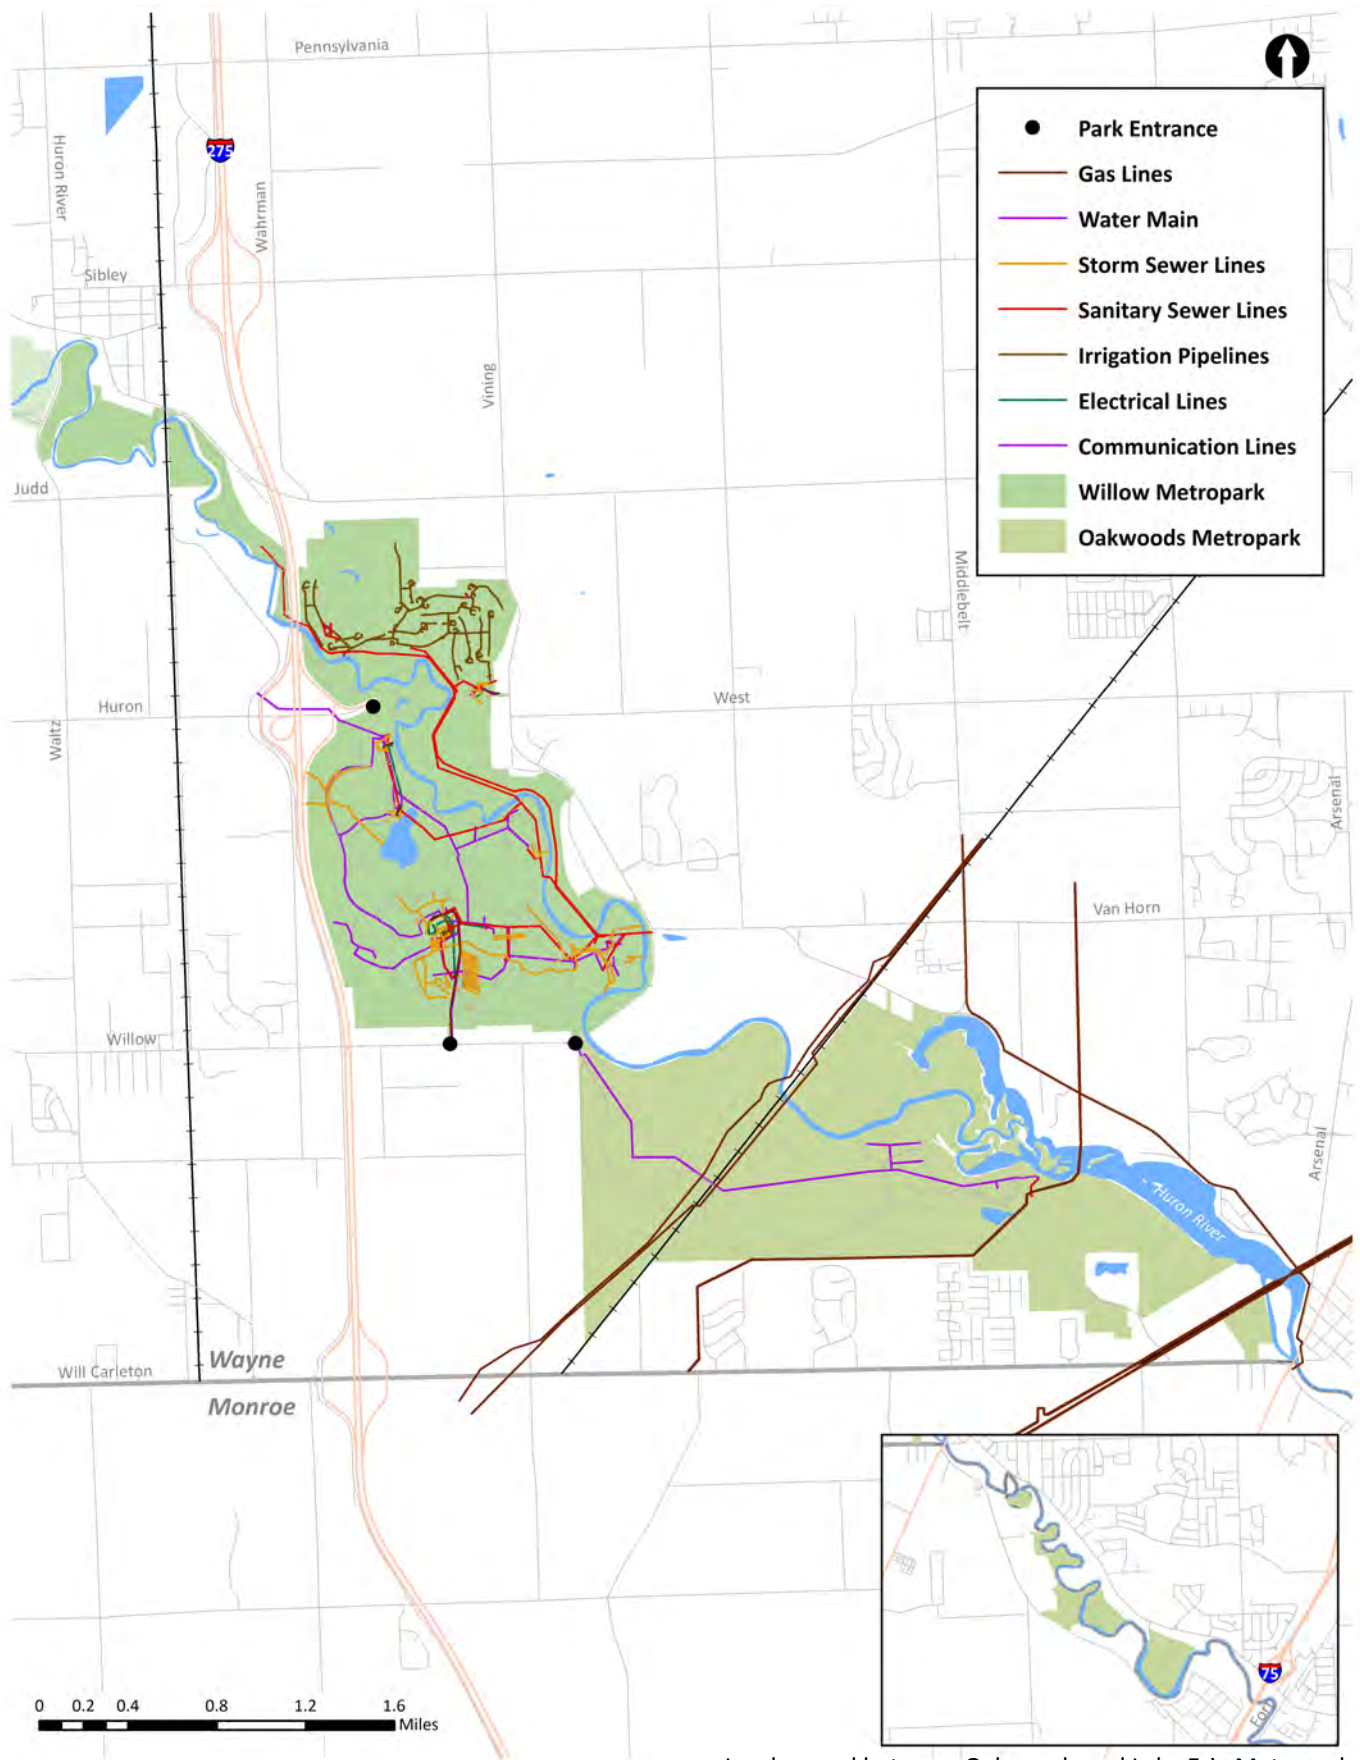 Pennsylvania
275
Huron River
Wahrman
Sibley
Vining
Judd
Middlebelt
Huron
West
Waltz
Arsenal
Van Horn
Willow
Arsenal
Huron River
Will Carleton
Wayne
Monroe
Park Entrance
Gas Lines
Water Main
Storm Sewer Lines
Sanitary Sewer Lines
Irrigation Pipelines
Electrical Lines
Communication Lines
Willow Metropark
Oakwoods Metropark
75
Fort
0 0.2 0.4 0.8 1.2 1.6
Miles